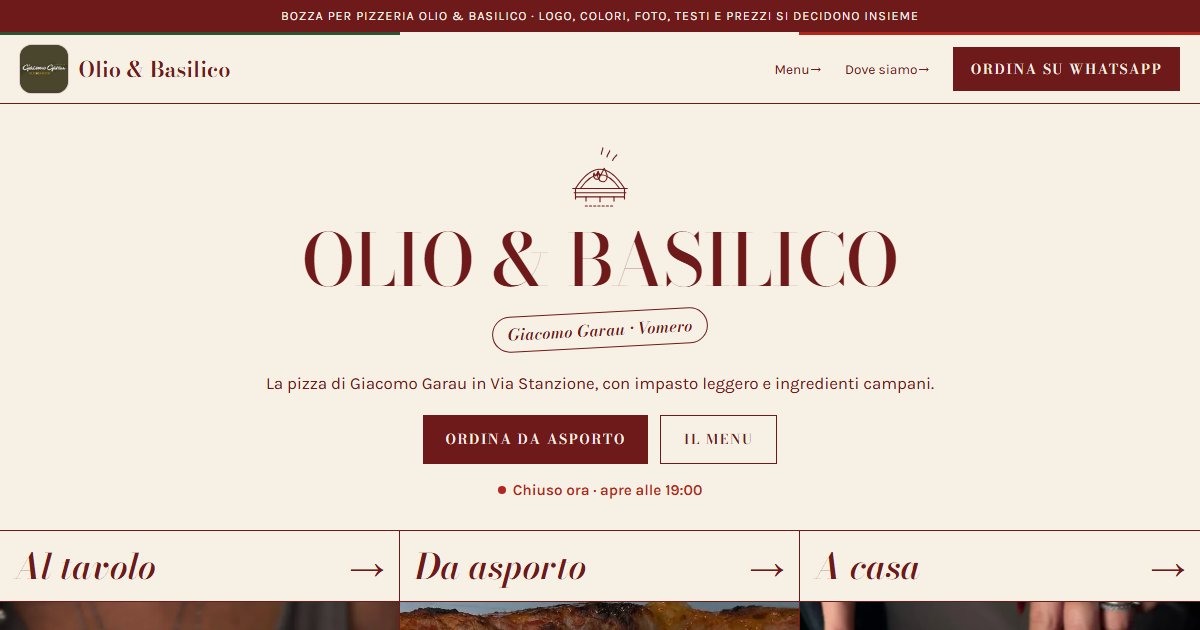 BOZZA PER PIZZERIA OLIO & BASILICO · LOGO, COLORI, FOTO, TESTI E PREZZI SI DECIDONO INSIEME
Giacomo Garau
Olio & Basilico
Menu→
Dove siamo→
ORDINA SU WHATSAPP
OLIO & BASILICO
Giacomo Garau · Vomero
La pizza di Giacomo Garau in Via Stanzione, con impasto leggero e ingredienti campani.
ORDINA DA ASPORTO
IL MENU
Chiuso ora · apre alle 19:00
Al tavolo →
Da asporto →
A casa →